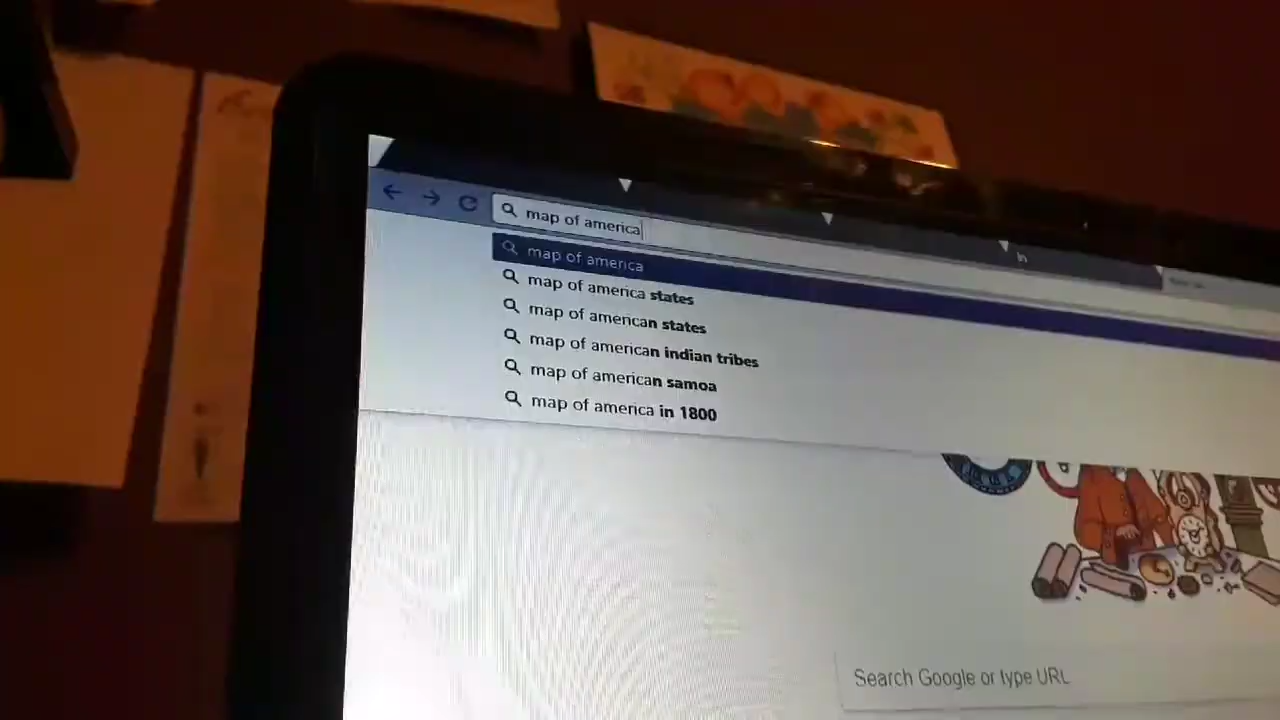 map of america
map of america
map of america states
map of american states
map of american indian tribes
map of american samoa
map of america in 1800
Search Google or type URL